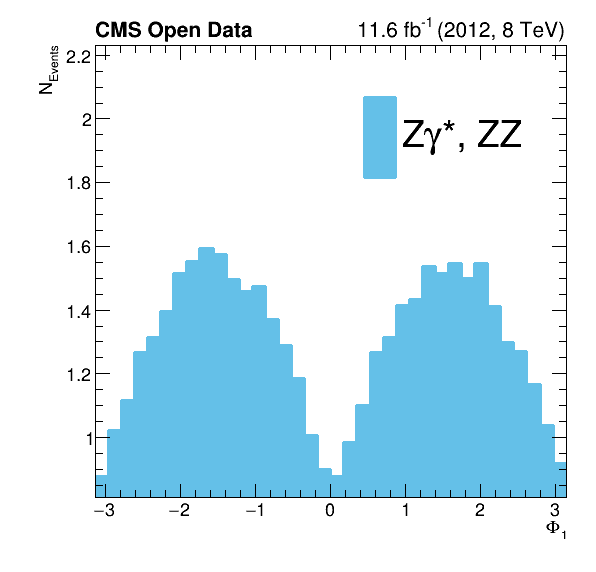 CMS Open Data 11.6 fb⁻¹ (2012, 8 TeV)
N_Events
2.2
2
1.8
1.6
1.4
1.2
1
Zγ*, ZZ
−3 −2 −1 0 1 2 3
Φ₁